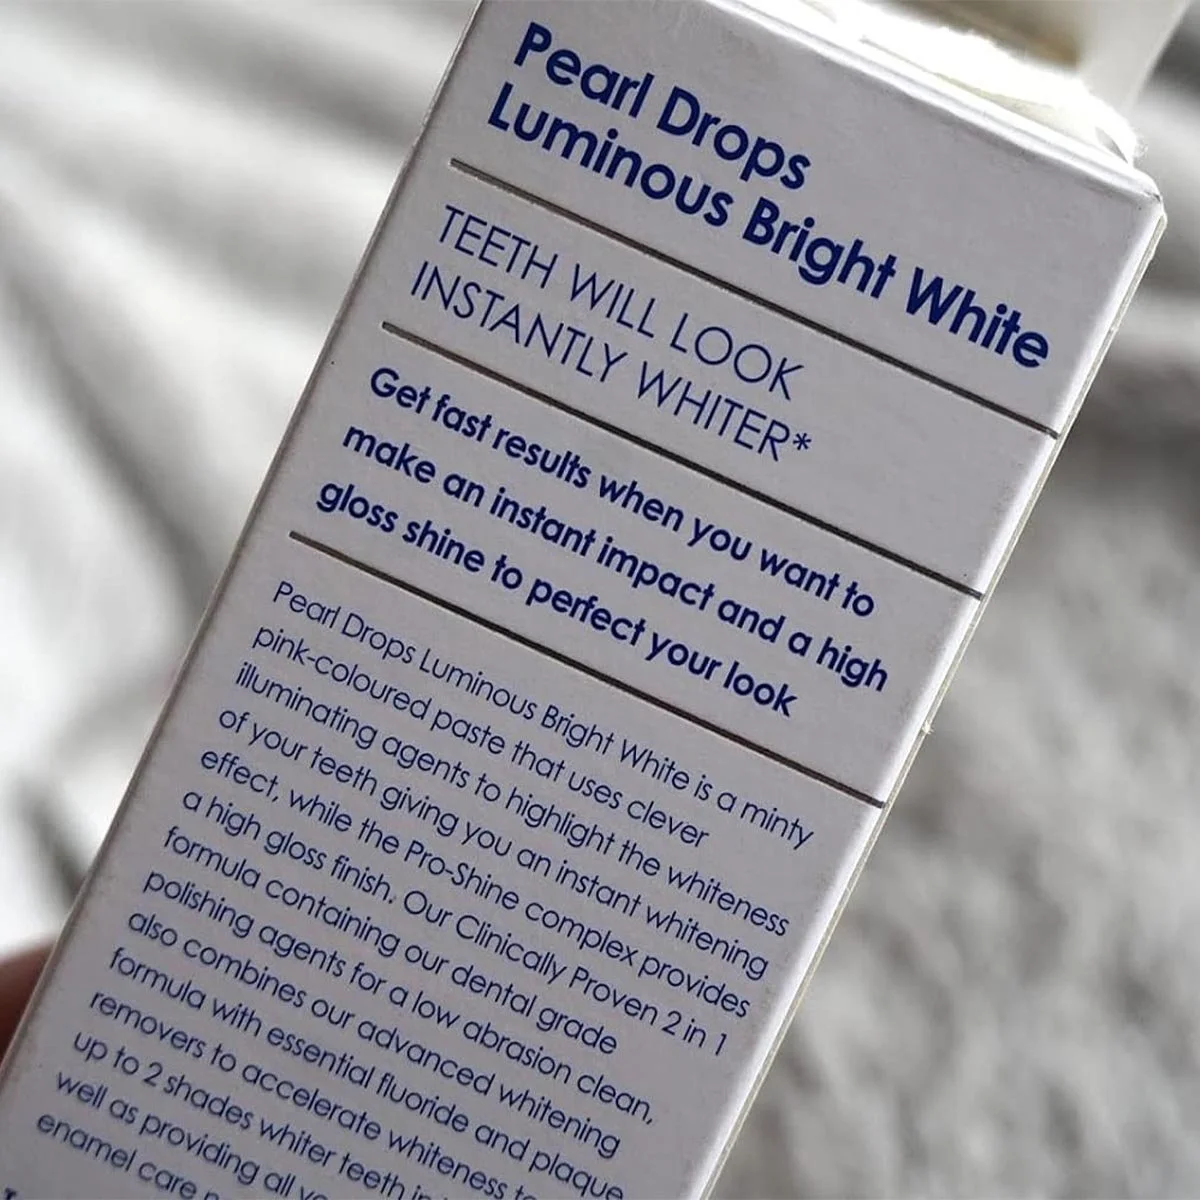 Pearl Drops
Luminous Bright White
TEETH WILL LOOK
INSTANTLY WHITER*
Get fast results when you want to
make an instant impact and a high
gloss shine to perfect your look
Pearl Drops Luminous Bright White is a minty
pink-coloured paste that uses clever
illuminating agents to highlight the whiteness
of your teeth giving you an instant whitening
effect, while the Pro-Shine complex provides
a high gloss finish. Our Clinically Proven 2 in 1
formula containing our dental grade
polishing agents for a low abrasion clean,
also combines our advanced whitening
formula with essential fluoride and plaque
removers to accelerate whiteness
up to 2 shades whiter teeth
well as providing all
enamel care